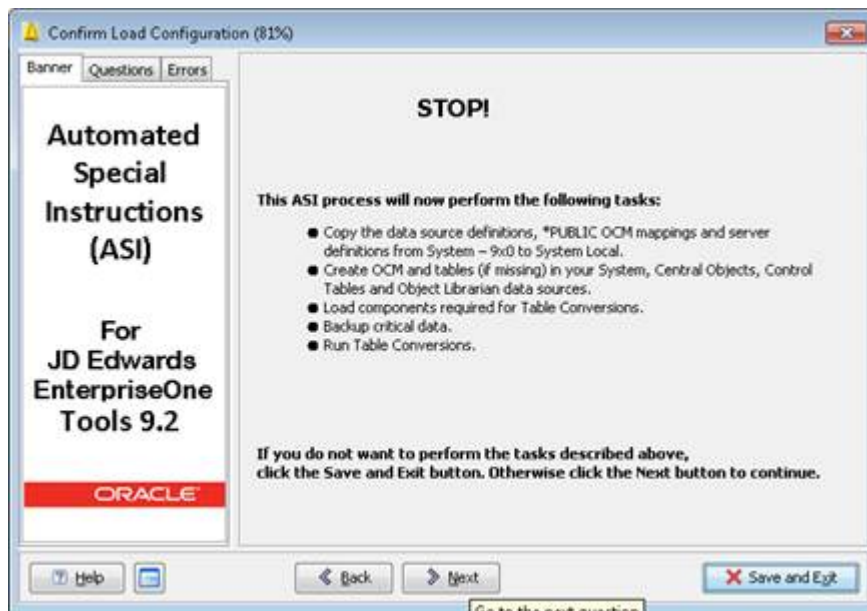 Confirm Load Configuration (81%)
Banner Questions Errors
Automated
Special
Instructions
(ASI)
For
JD Edwards
EnterpriseOne
Tools 9.2
ORACLE
STOP!
This ASI process will now perform the following tasks:
● Copy the data source definitions, *PUBLIC OCM mappings and server
definitions from System – 9x0 to System Local.
● Create OCM and tables (if missing) in your System, Central Objects, Control
Tables and Object Librarian data sources.
● Load components required for Table Conversions.
● Backup critical data.
● Run Table Conversions.
If you do not want to perform the tasks described above,
click the Save and Exit button. Otherwise click the Next button to continue.
Help Back Next Save and Exit
Go to the next question